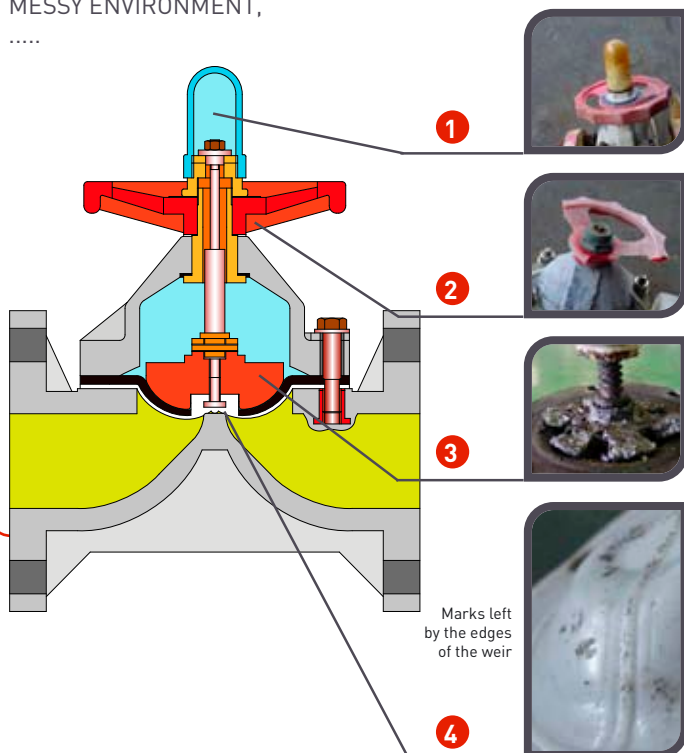 MESSY ENVIRONMENT,
.....
1
2
3
Marks left
by the edges
of the weir
4